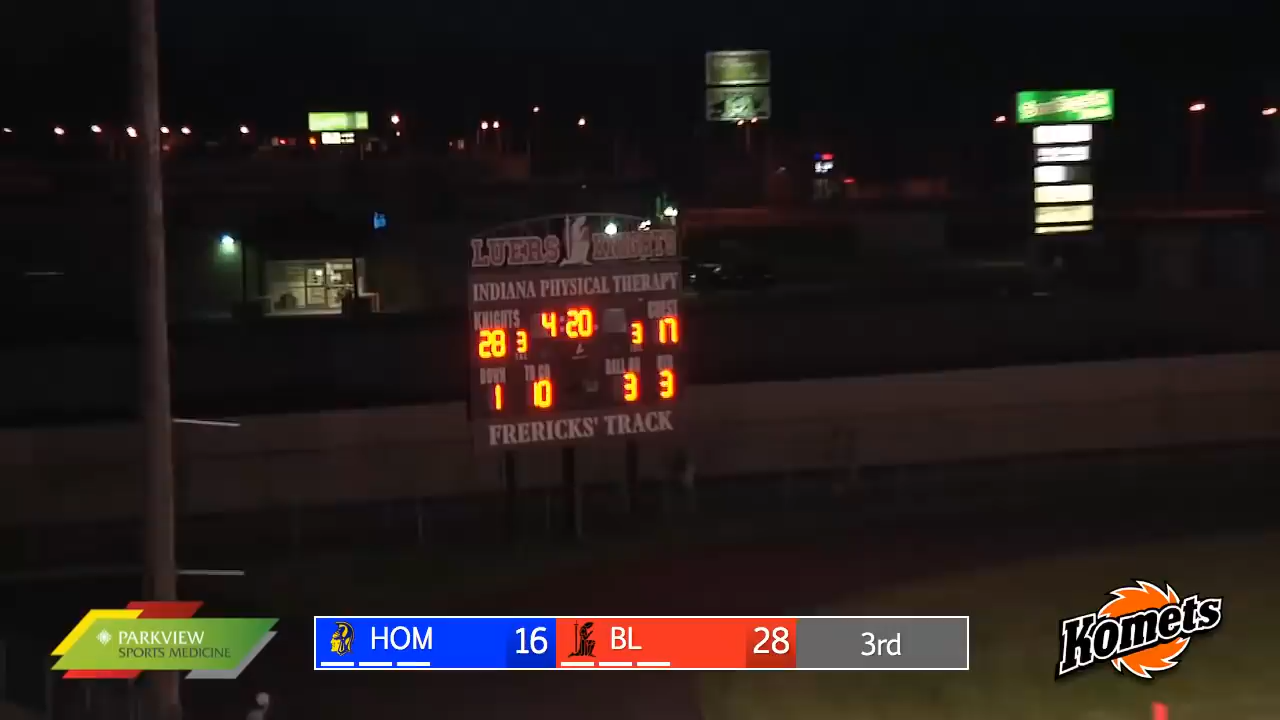 LUERS KNIGHTS
INDIANA PHYSICAL THERAPY
KNIGHTS 4:20 GUEST
28 3 3 17
DOWN TO GO BALL ON QTR
1 10 3 3
FRERICKS' TRACK
PARKVIEW
SPORTS MEDICINE
HOM 16 BL 28 3rd
Komets